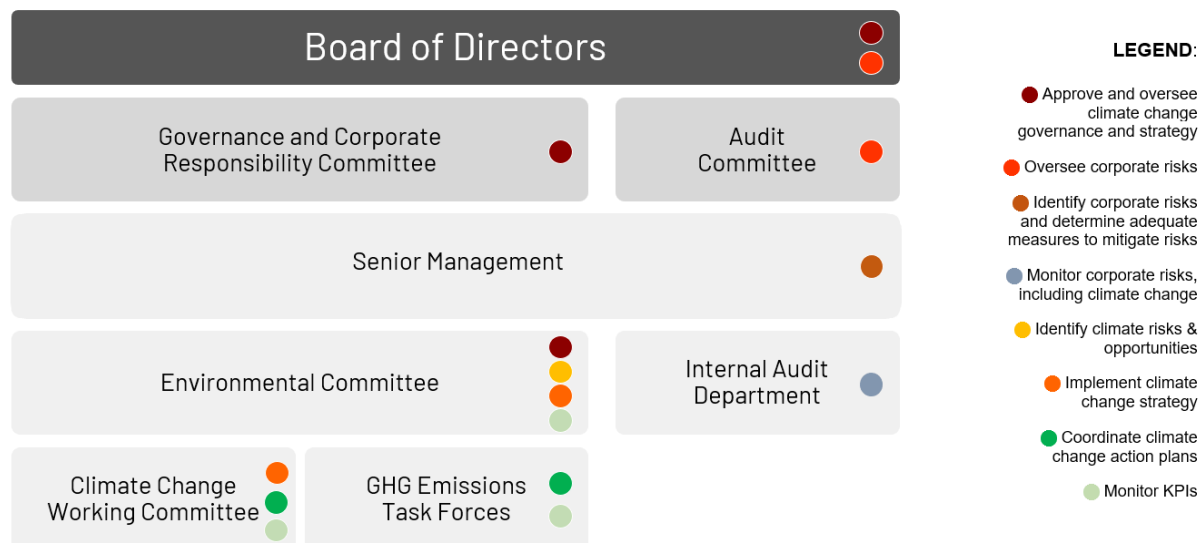 Board of Directors
Governance and Corporate
Responsibility Committee
Audit
Committee
Senior Management
Environmental Committee
Internal Audit
Department
Climate Change
Working Committee
GHG Emissions
Task Forces
LEGEND:
Approve and oversee
climate change
governance and strategy
Oversee corporate risks
Identify corporate risks
and determine adequate
measures to mitigate risks
Monitor corporate risks,
including climate change
Identify climate risks &
opportunities
Implement climate
change strategy
Coordinate climate
change action plans
Monitor KPIs